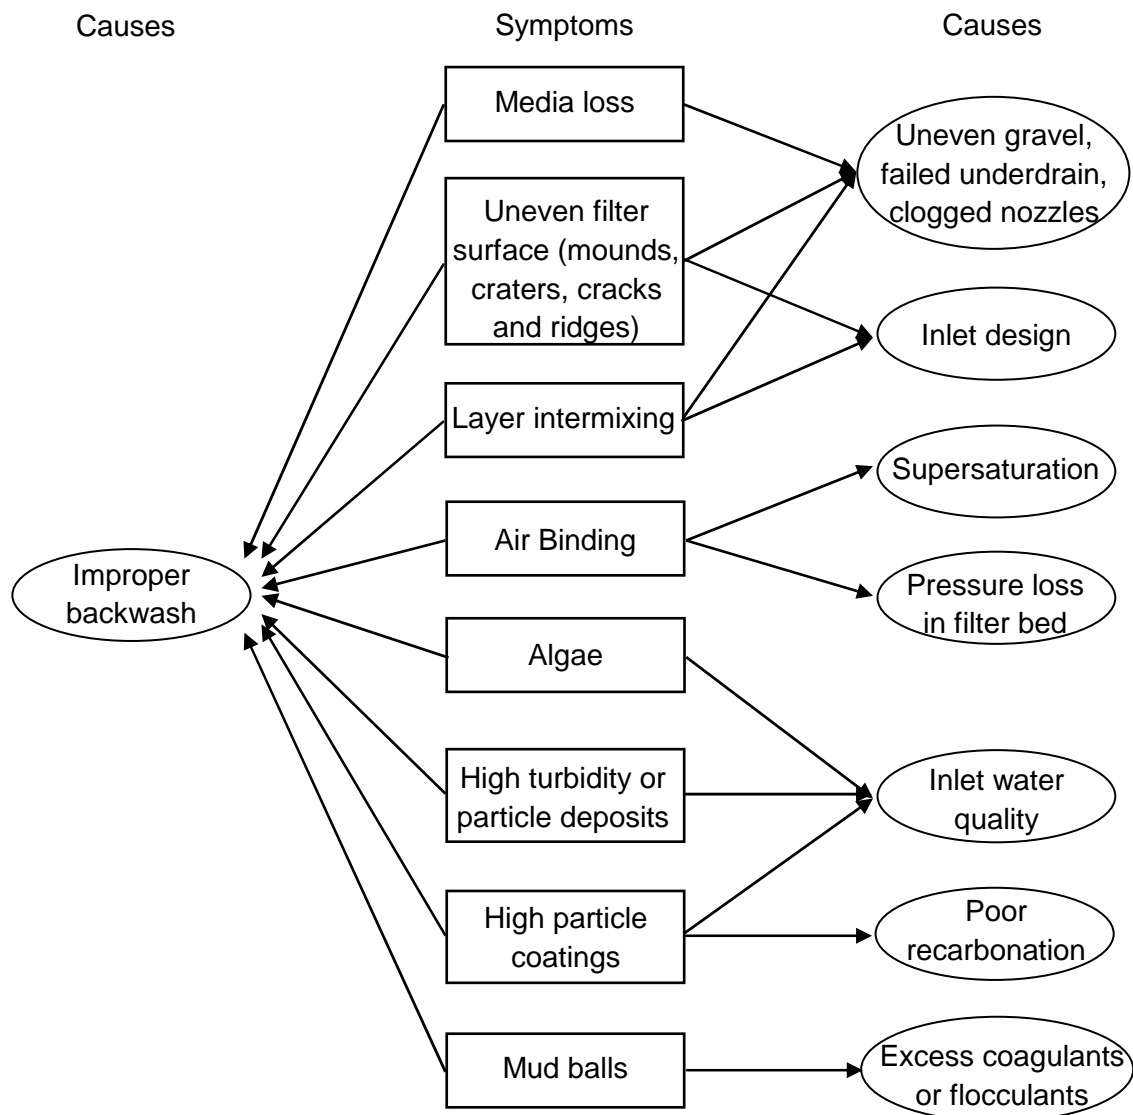 Causes
Symptoms
Causes
Media loss
Uneven gravel,
failed underdrain,
clogged nozzles
Uneven filter
surface (mounds,
craters, cracks
and ridges)
Inlet design
Layer intermixing
Supersaturation
Air Binding
Improper
backwash
Pressure loss
in filter bed
Algae
High turbidity or
particle deposits
Inlet water
quality
High particle
coatings
Poor
recarbonation
Mud balls
Excess coagulants
or flocculants